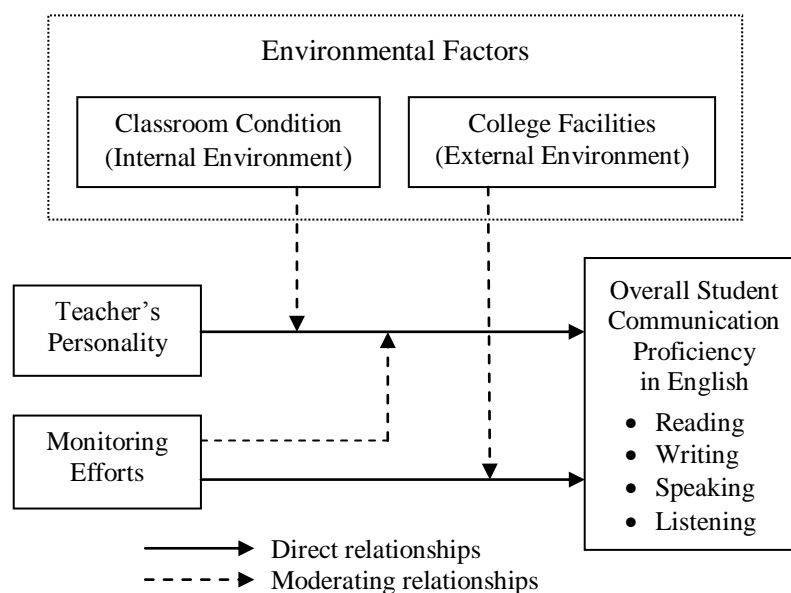 Environmental Factors
Classroom Condition
(Internal Environment)
College Facilities
(External Environment)
Teacher’s
Personality
Monitoring
Efforts
Overall Student
Communication
Proficiency
in English
• Reading
• Writing
• Speaking
• Listening
Direct relationships
Moderating relationships